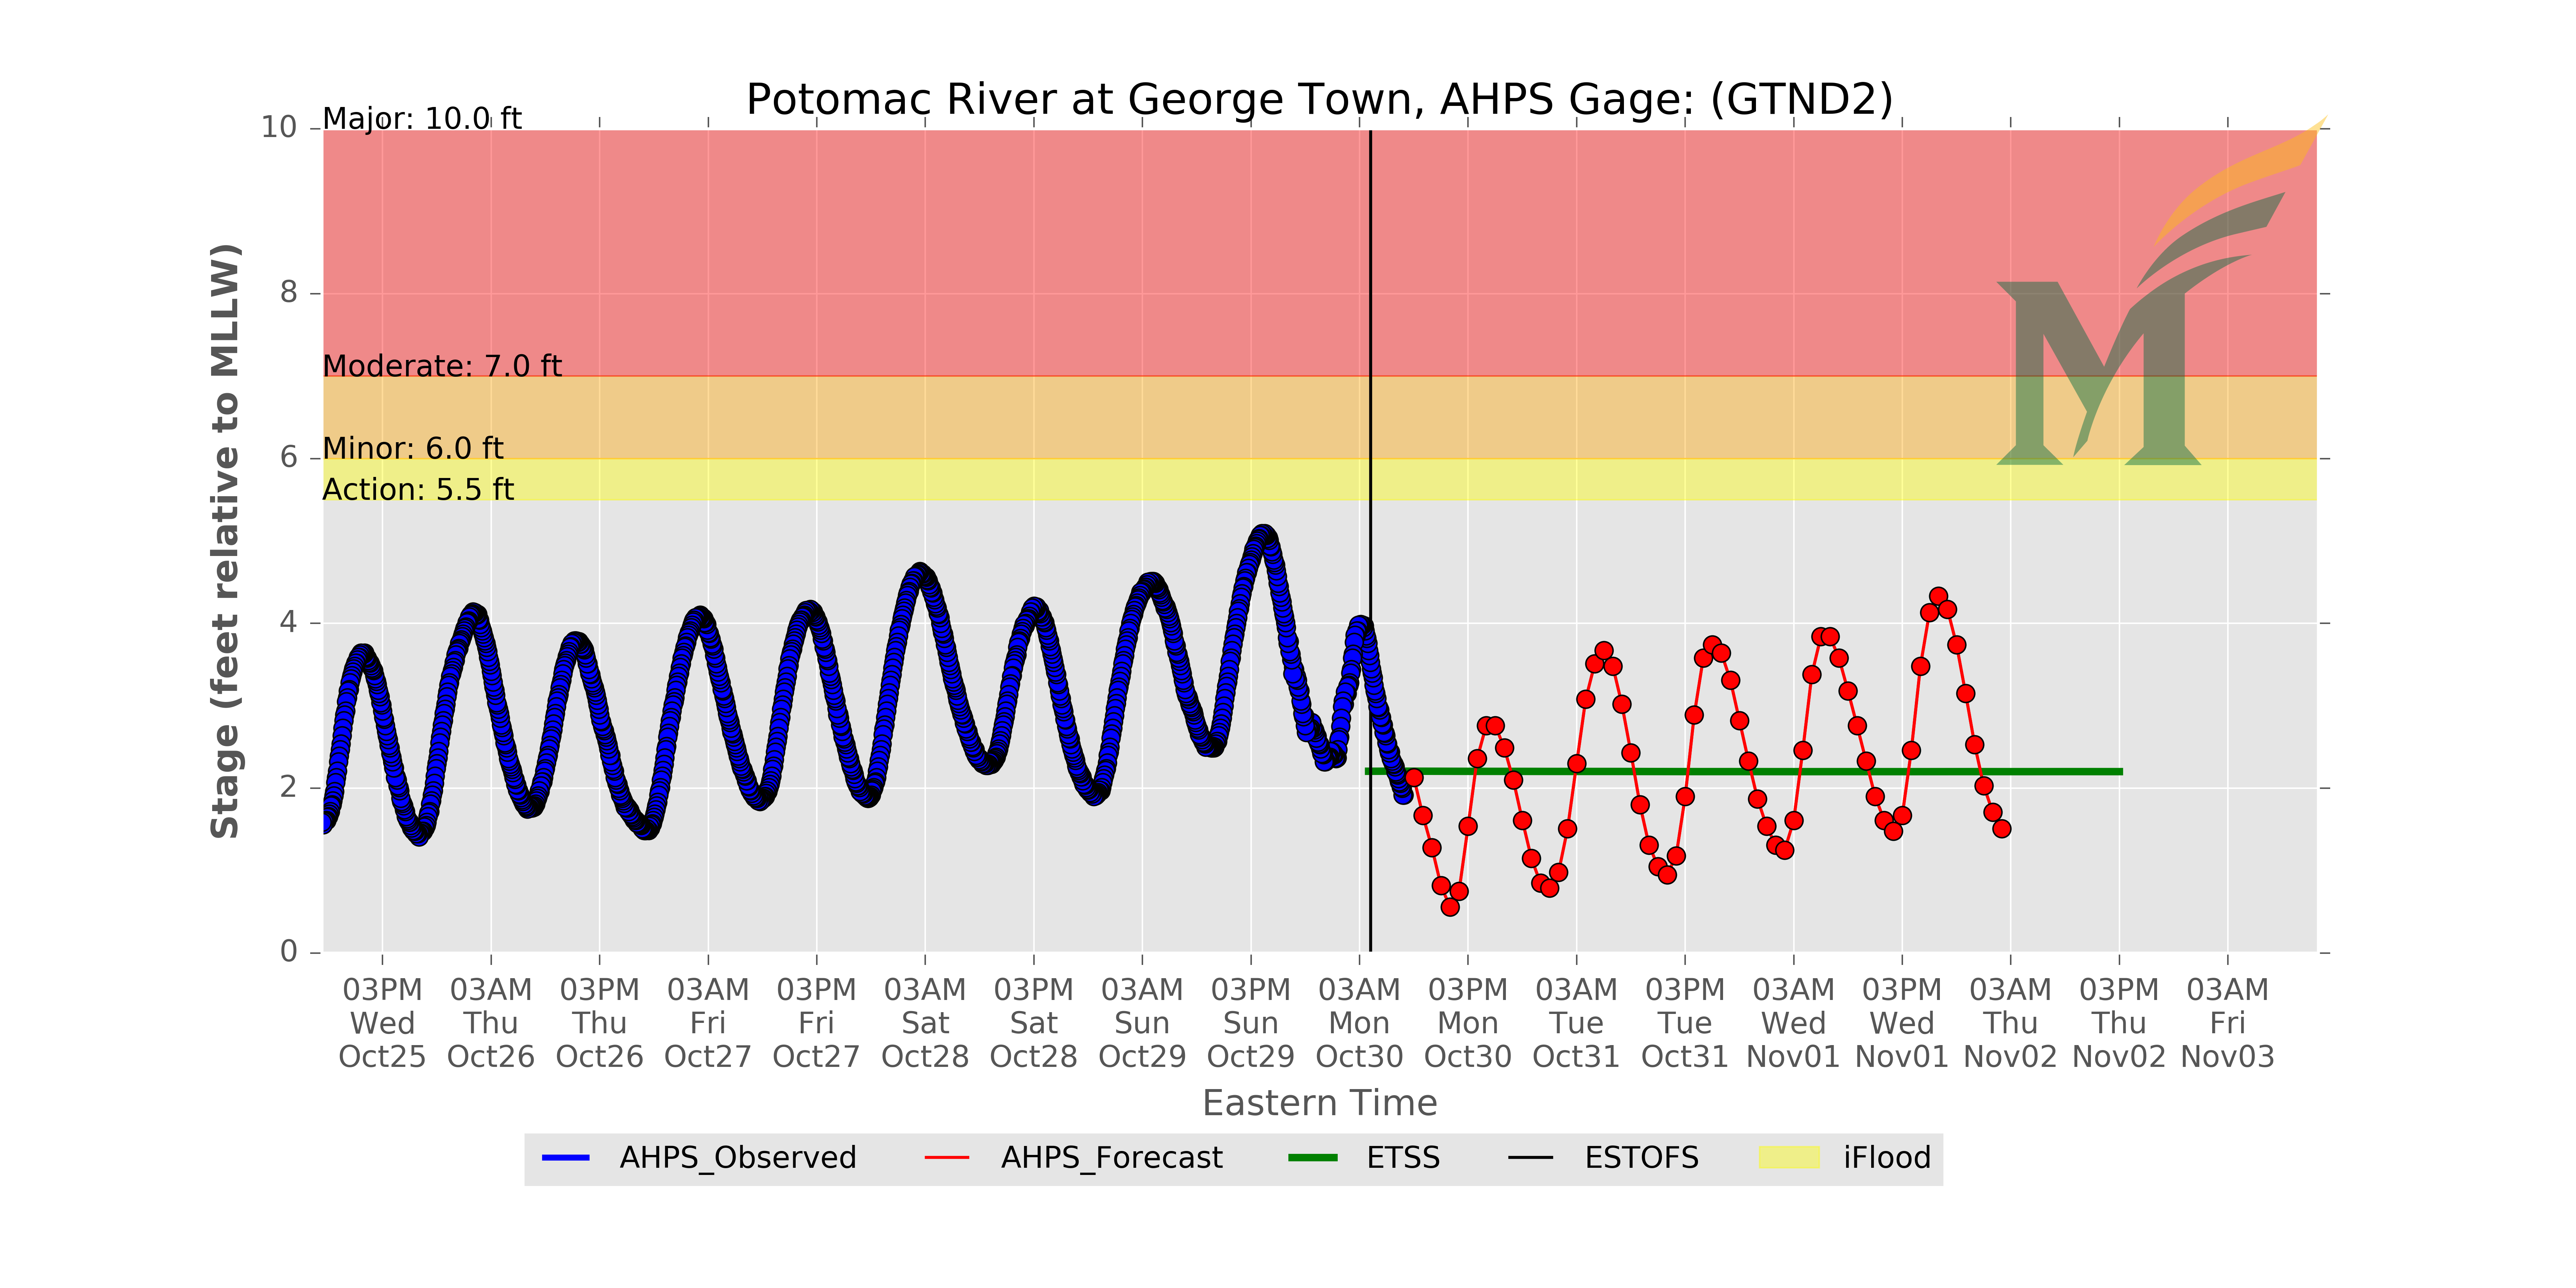 Potomac River at George Town, AHPS Gage: (GTND2)
Stage (feet relative to MLLW)
10
8
6
4
2
0
Major: 10.0 ft
Moderate: 7.0 ft
Minor: 6.0 ft
Action: 5.5 ft
03PM Wed Oct25
03AM Thu Oct26
03PM Thu Oct26
03AM Fri Oct27
03PM Fri Oct27
03AM Sat Oct28
03PM Sat Oct28
03AM Sun Oct29
03PM Sun Oct29
03AM Mon Oct30
03PM Mon Oct30
03AM Tue Oct31
03PM Tue Oct31
03AM Wed Nov01
03PM Wed Nov01
03AM Thu Nov02
03PM Thu Nov02
03AM Fri Nov03
Eastern Time
AHPS_Observed
AHPS_Forecast
ETSS
ESTOFS
iFlood
M